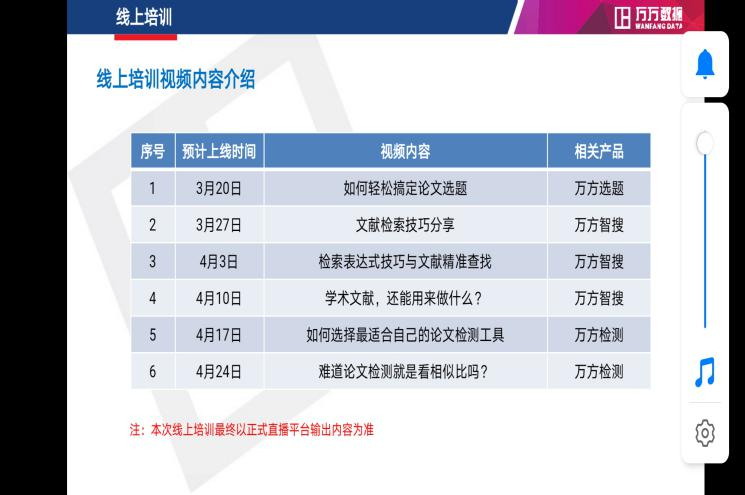 线上培训
万方数据
WANFANG DATA
线上培训视频内容介绍
序号 预计上线时间 视频内容 相关产品
1 3月20日 如何轻松搞定论文选题 万方选题
2 3月27日 文献检索技巧分享 万方智搜
3 4月3日 检索表达式技巧与文献精准查找 万方智搜
4 4月10日 学术文献，还能用来做什么？ 万方智搜
5 4月17日 如何选择最适合自己的论文检测工具 万方检测
6 4月24日 难道论文检测就是看相似比吗？ 万方检测
注：本次线上培训最终以正式直播平台输出内容为准